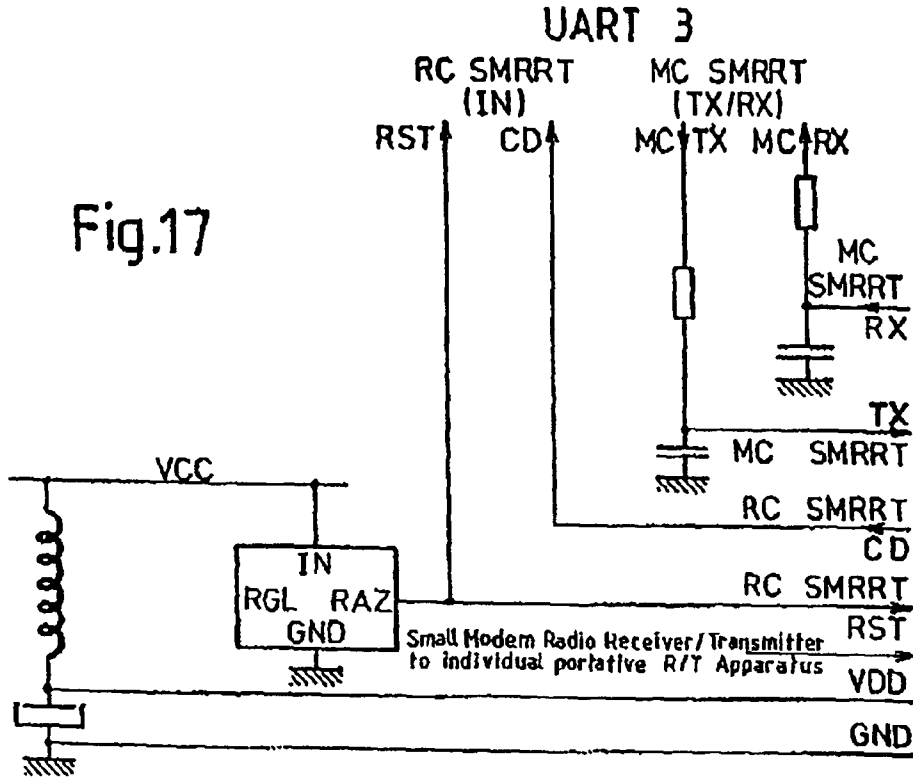 UART 3
RC SMRRT
(IN)
MC SMRRT
(TX/RX)
RST
CD
MC TX
MC RX
Fig.17
MC
SMRRT
RX
TX
MC SMRRT
VCC
RC SMRRT
CD
IN
RGL RAZ
GND
RC SMRRT
RST
Small Modem Radio Receiver/Transmitter
to individual portative R/T Apparatus
VDD
GND